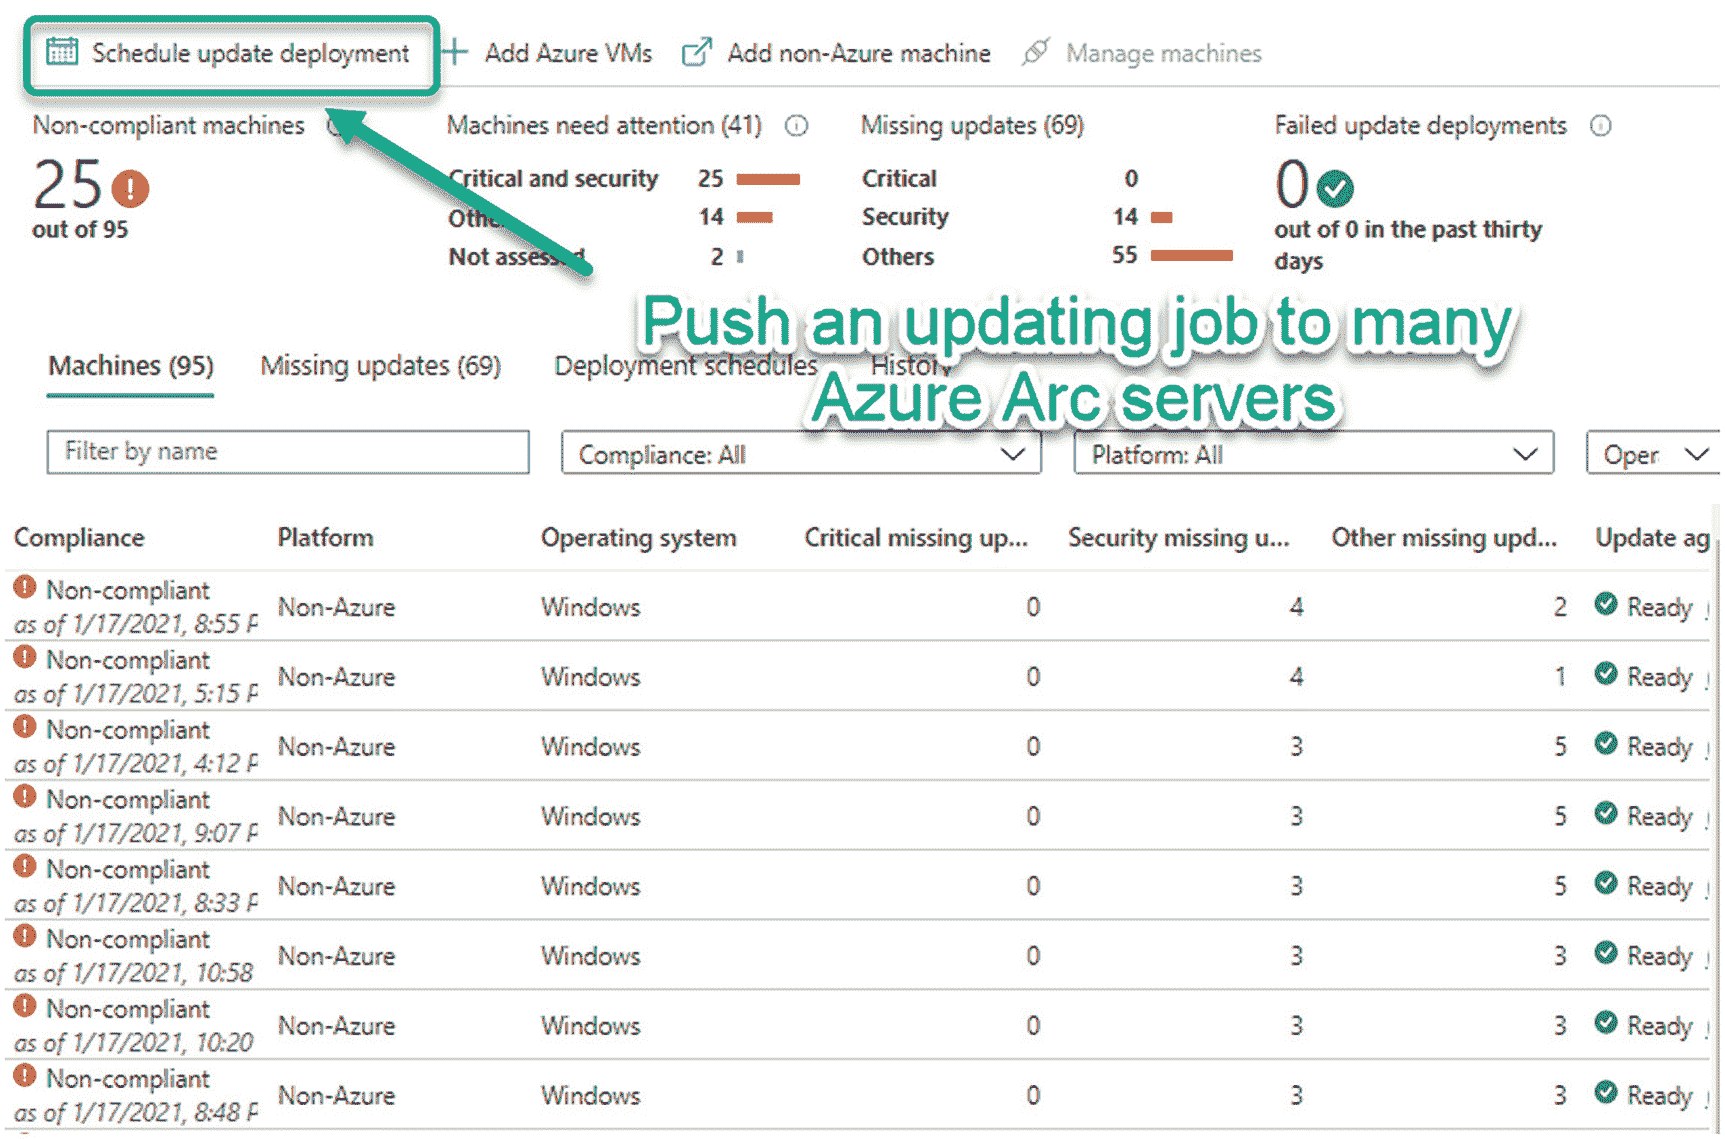 Schedule update deployment Add Azure VMs Add non-Azure machine Manage machines
Non-compliant machines Machines need attention (41) Missing updates (69) Failed update deployments
25 Critical and security 25 Critical 0 0
14 Security 14
out of 95 out of 0 in the past thirty
Not assessed 2 Others 55 days
Push an updating job to many
Azure Arc servers
Machines (95) Missing updates (69) Deployment schedules History
Filter by name Compliance: All Platform: All Oper
Compliance Platform Operating system Critical missing up... Security missing u... Other missing upd... Update ag
Non-compliant
as of 1/17/2021, 8:55 P Non-Azure Windows 0 4 2 Ready
Non-compliant
as of 1/17/2021, 5:15 P Non-Azure Windows 0 4 1 Ready
Non-compliant
as of 1/17/2021, 4:12 P Non-Azure Windows 0 3 5 Ready
Non-compliant
as of 1/17/2021, 9:07 P Non-Azure Windows 0 3 5 Ready
Non-compliant
as of 1/17/2021, 8:33 P Non-Azure Windows 0 3 5 Ready
Non-compliant
as of 1/17/2021, 10:58 Non-Azure Windows 0 3 3 Ready
Non-compliant
as of 1/17/2021, 10:20 Non-Azure Windows 0 3 3 Ready
Non-compliant
as of 1/17/2021, 8:48 P Non-Azure Windows 0 3 3 Ready